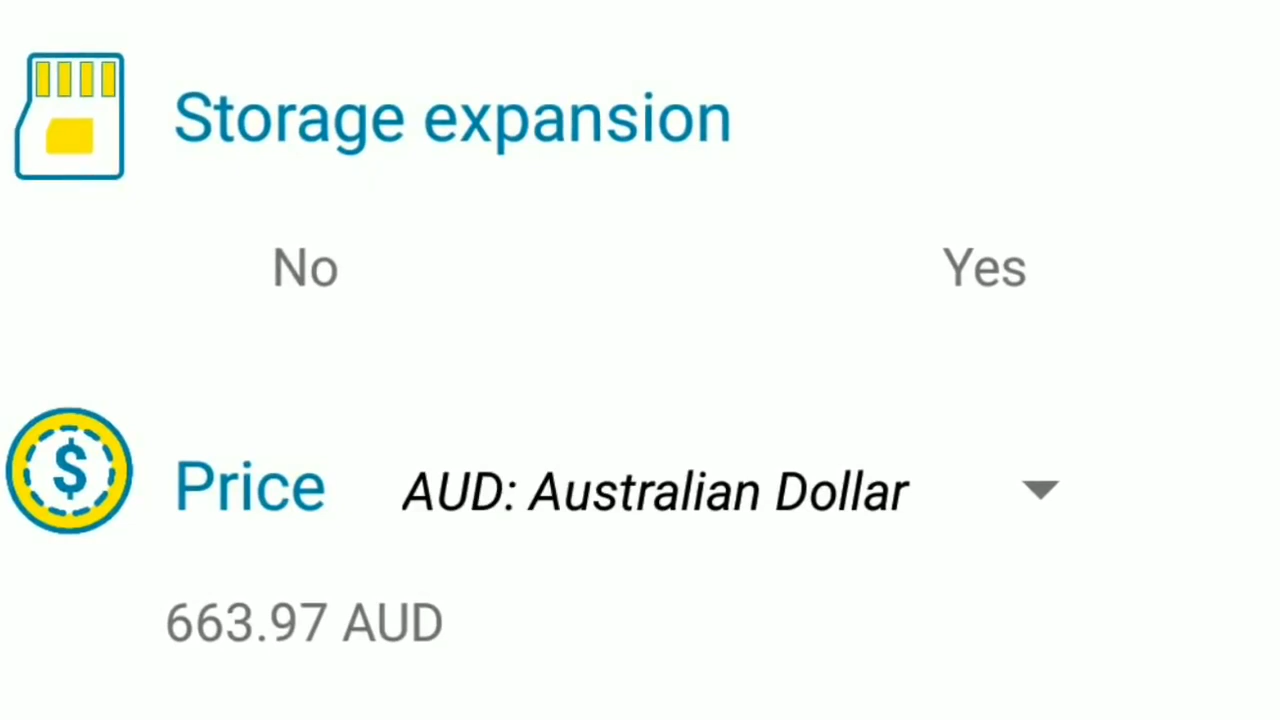 Storage expansion
No Yes
$ Price AUD: Australian Dollar
663.97 AUD